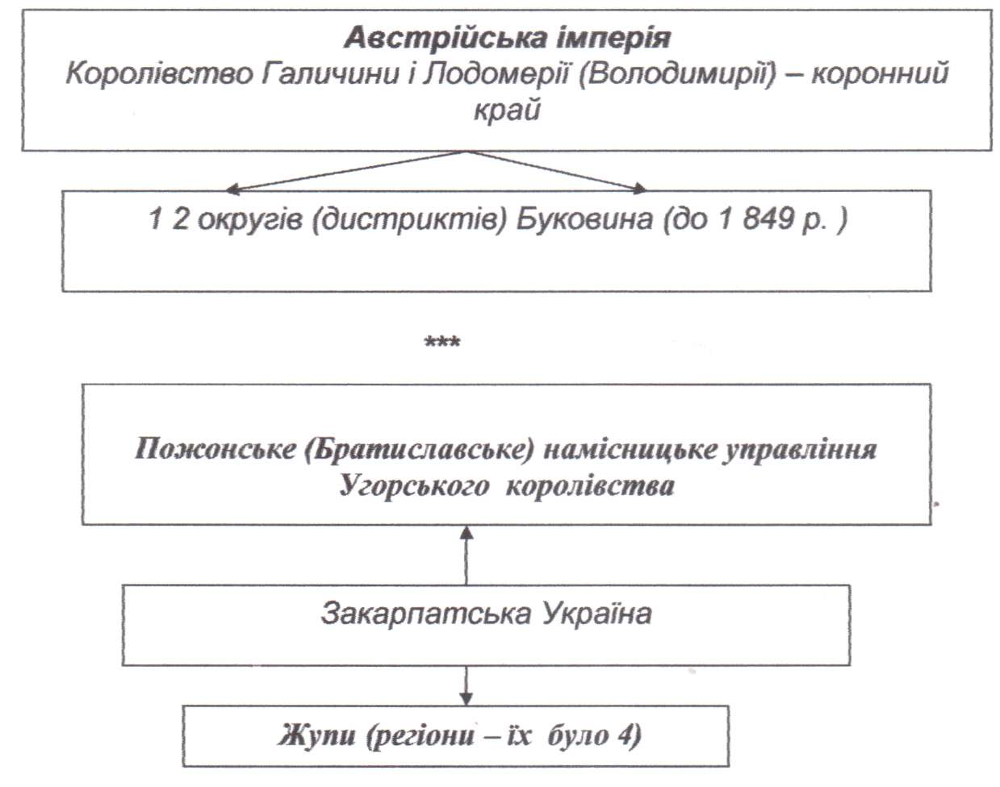 Австрійська імперія
Королівство Галичини і Лодомерії (Володимирії) – коронний
край
1 2 округів (дистриктів) Буковина (до 1 849 р. )
***
Пожонське (Братиславське) намісницьке управління
Угорського королівства
Закарпатська Україна
Жупи (регіони – їх було 4)